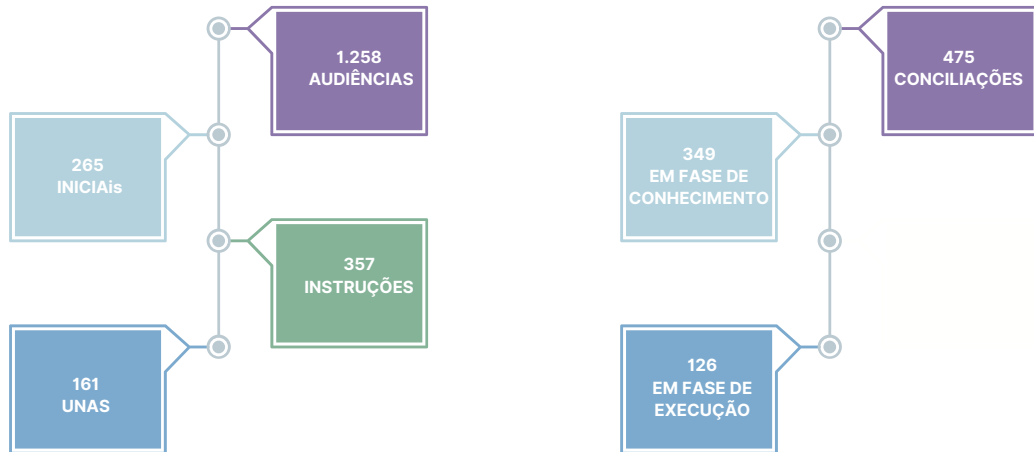 1.258
AUDIÊNCIAS
265
INICIAis
357
INSTRUÇÕES
161
UNAS
475
CONCILIAÇÕES
349
EM FASE DE
CONHECIMENTO
126
EM FASE DE
EXECUÇÃO